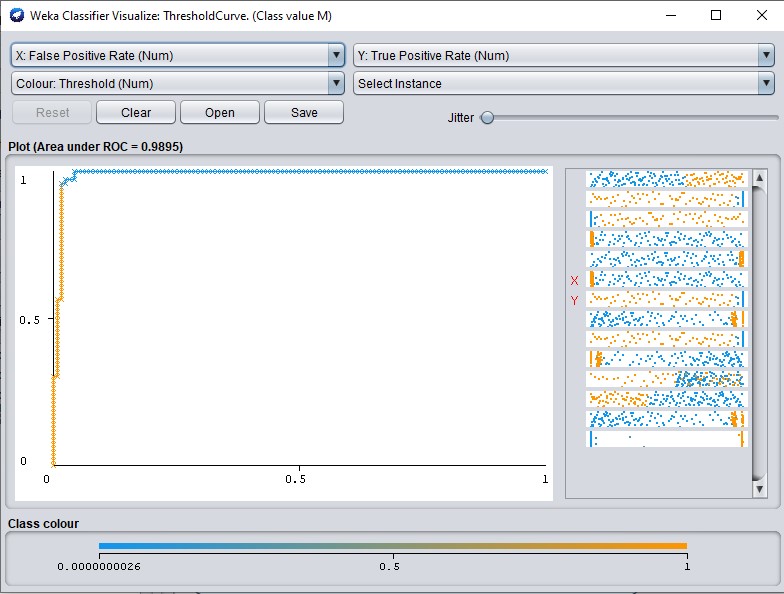 Weka Classifier Visualize: ThresholdCurve. (Class value M)
X: False Positive Rate (Num) Y: True Positive Rate (Num)
Colour: Threshold (Num) Select Instance
Reset Clear Open Save Jitter
Plot (Area under ROC = 0.9895)
1
0.5
0
0 0.5 1
X
Y
Class colour
0.0000000026 0.5 1